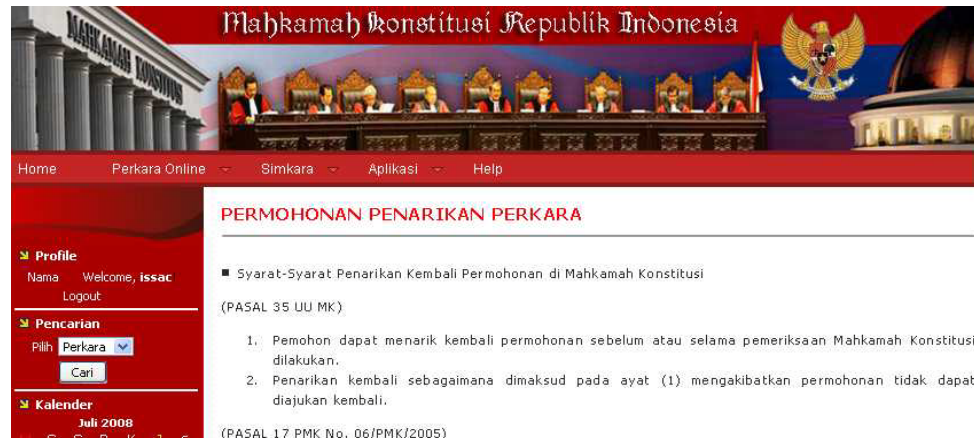 Mahkamah Konstitusi Republik Indonesia
MAHKAMAH KONSTITUSI
Home Perkara Online Simkara Aplikasi Help
PERMOHONAN PENARIKAN PERKARA
Profile
Nama Welcome, issac
Logout
Pencarian
Pilih Perkara
Cari
Kalender
Juli 2008
■ Syarat-Syarat Penarikan Kembali Permohonan di Mahkamah Konstitusi
(PASAL 35 UU MK)
1. Pemohon dapat menarik kembali permohonan sebelum atau selama pemeriksaan Mahkamah Konstitusi
dilakukan.
2. Penarikan kembali sebagaimana dimaksud pada ayat (1) mengakibatkan permohonan tidak dapat
diajukan kembali.
(PASAL 17 PMK No. 06/PMK/2005)